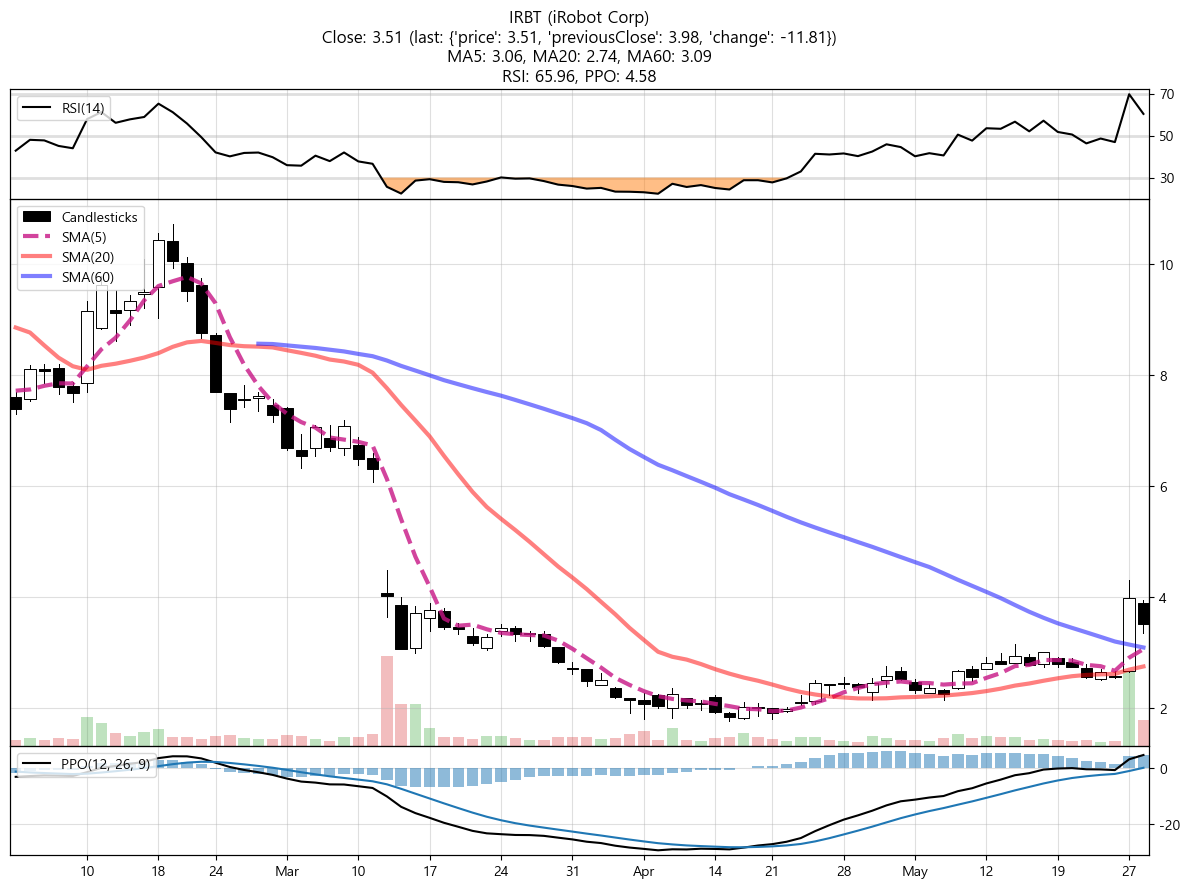 IRBT (iRobot Corp)
Close: 3.51 (last: {'price': 3.51, 'previousClose': 3.98, 'change': -11.81})
MA5: 3.06, MA20: 2.74, MA60: 3.09
RSI: 65.96, PPO: 4.58
RSI(14)
70
50
30
Candlesticks
SMA(5)
SMA(20)
SMA(60)
10
8
6
4
2
PPO(12, 26, 9)
0
-20
10 18 24 Mar 10 17 24 31 Apr 14 21 28 May 12 19 27